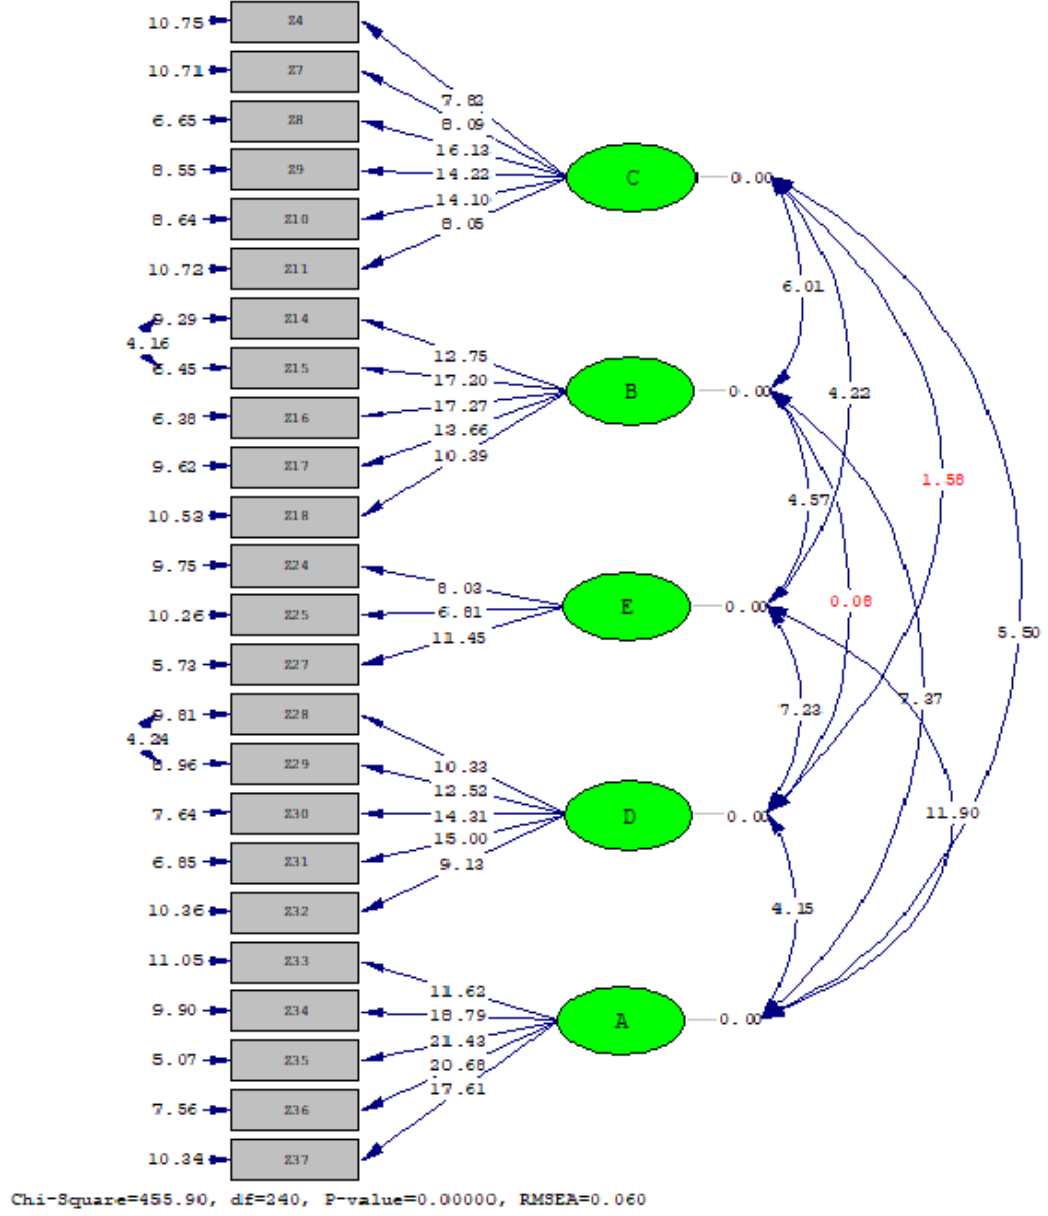 10.75 Z4
10.71 Z7
7.82
8.09
6.65 Z8
16.13
8.55 Z9
14.22
C 0.00
14.10
8.64 Z10
8.05
10.72 Z11
6.01
9.29 Z14
4.16
12.75
6.45 Z15
17.20
B 0.00
4.22
17.27
6.38 Z16
13.66
10.39
9.62 Z17
1.58
4.57
10.53 Z18
9.75 Z24
8.03
0.08
E 0.00
6.81
10.26 Z25
5.50
11.45
5.73 Z27
7.37
7.23
9.81 Z28
4.24
8.96 Z29
10.33
12.52
7.64 Z30
14.31
D 0.00
11.90
15.00
6.85 Z31
9.13
4.15
10.36 Z32
11.05 Z33
11.62
9.90 Z34
18.79
A 0.00
21.43
5.07 Z35
20.68
17.61
7.56 Z36
10.34 Z37
Chi-Square=455.90, df=240, P-value=0.00000, RMSEA=0.060